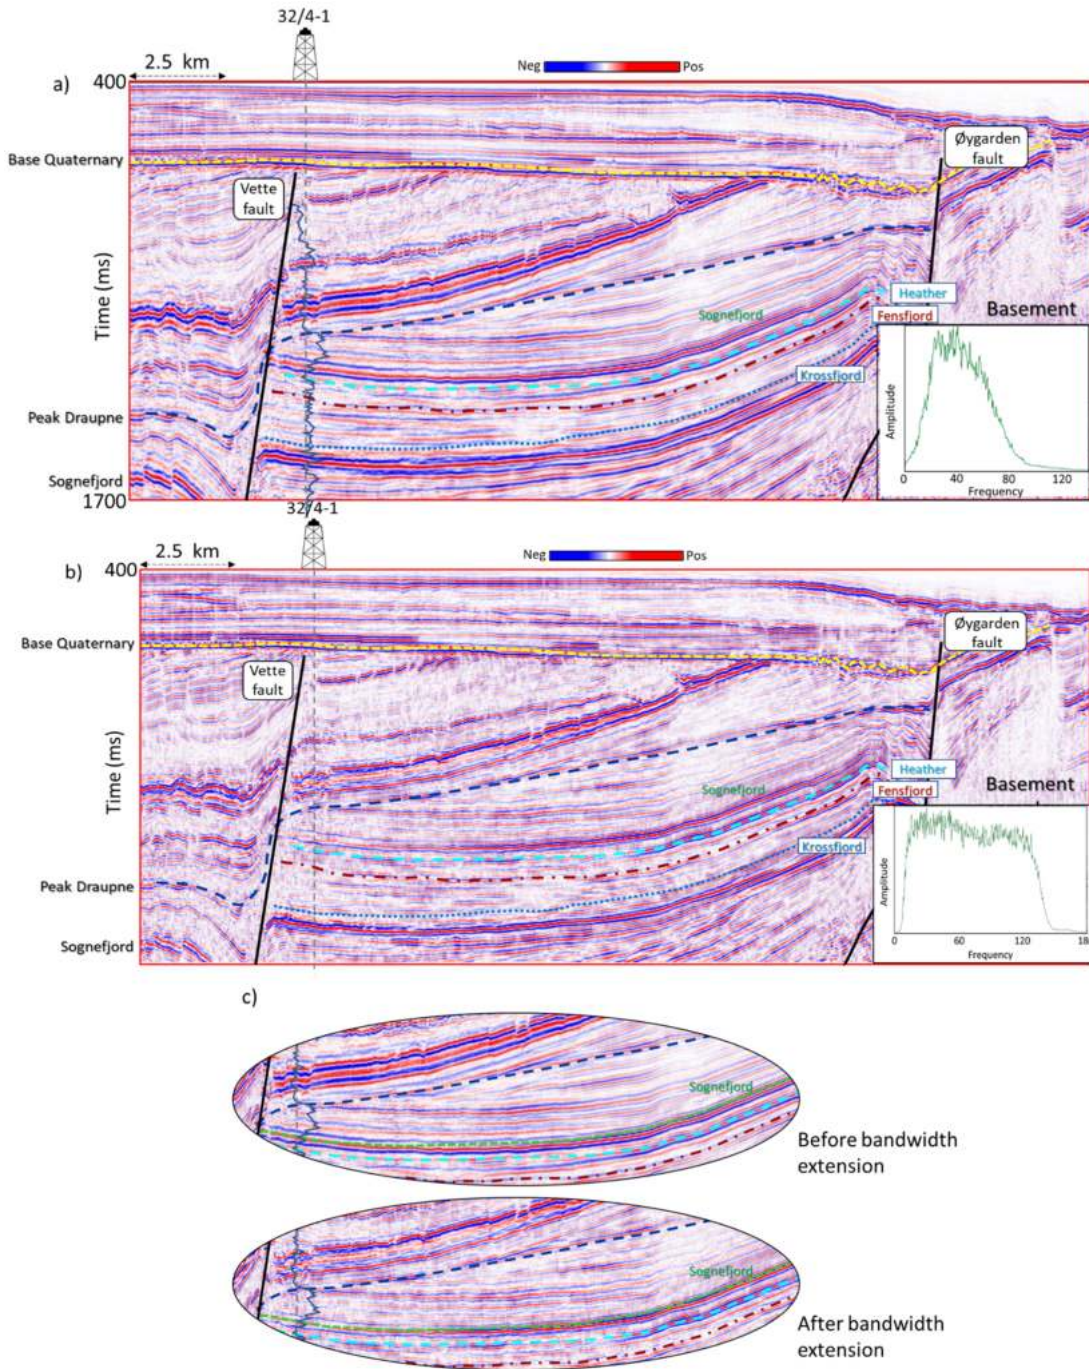 32/4-1
2.5 km
Neg Pos
a)
400
Base Quaternary
Øygarden
fault
Vette
fault
Time (ms)
Heather
Sognefjord
Fensfjord
Basement
Krossfjord
Peak Draupne
Amplitude
Sognefjord
1700
0 40 80 120
Frequency
32/4-1
2.5 km
Neg Pos
b)
400
Base Quaternary
Øygarden
fault
Vette
fault
Time (ms)
Heather
Sognefjord
Fensfjord
Basement
Krossfjord
Peak Draupne
Amplitude
Sognefjord
0 60 120
Frequency
c)
Sognefjord
Before bandwidth
extension
Sognefjord
After bandwidth
extension